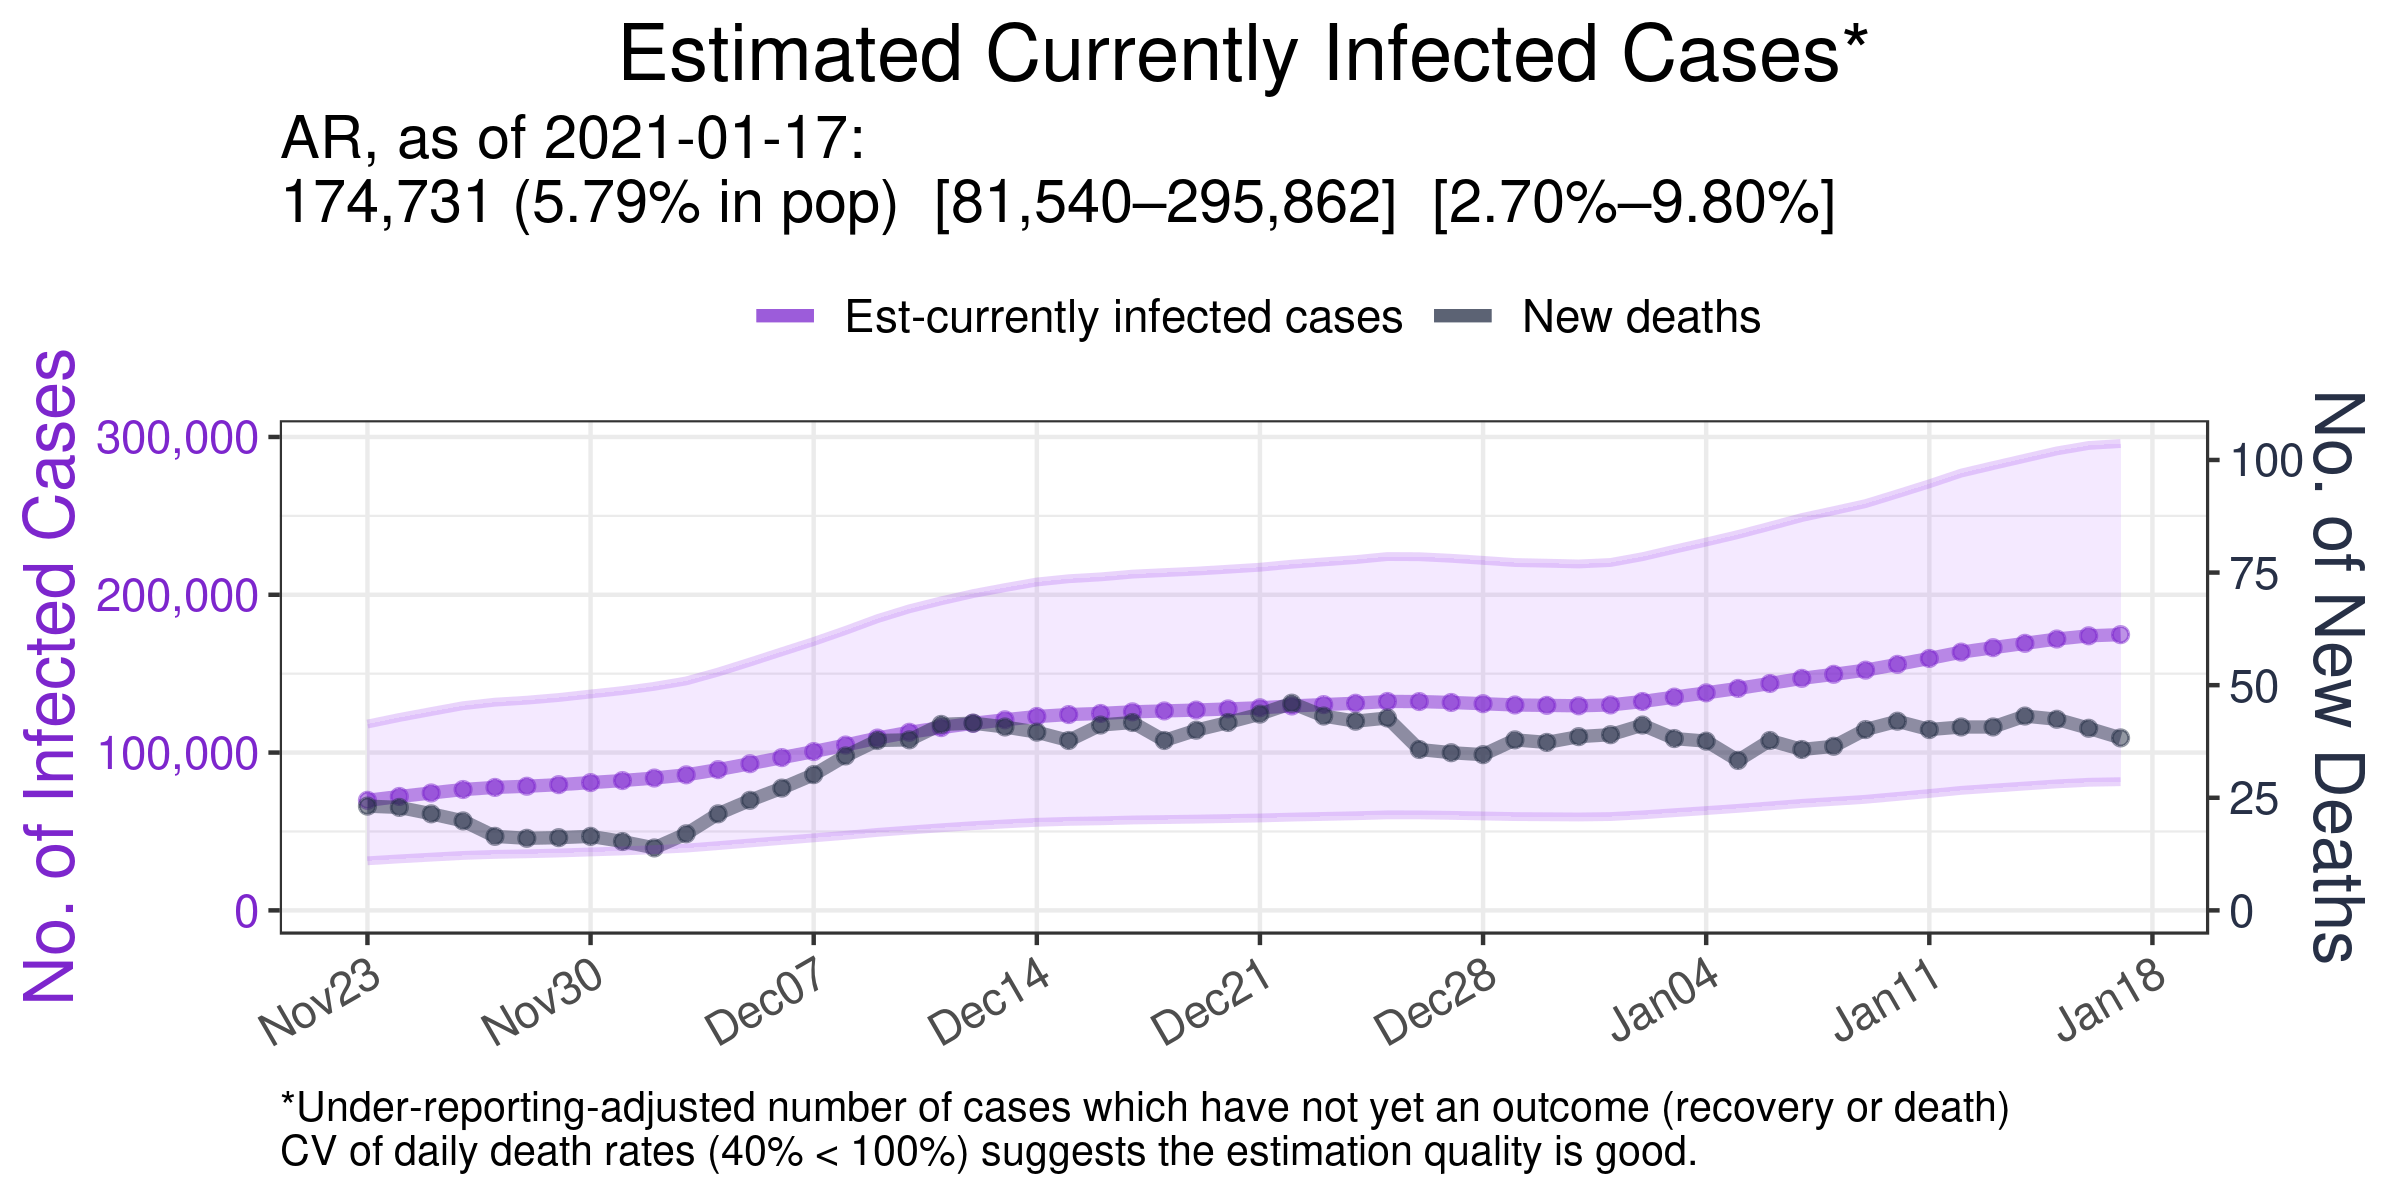 Estimated Currently Infected Cases*
AR, as of 2021-01-17:
174,731 (5.79% in pop)  [81,540–295,862]  [2.70%–9.80%]
Est-currently infected cases
New deaths
No. of Infected Cases
300,000
200,000
100,000
0
No. of New Deaths
100
75
50
25
0
Nov23
Nov30
Dec07
Dec14
Dec21
Dec28
Jan04
Jan11
Jan18
*Under-reporting-adjusted number of cases which have not yet an outcome (recovery or death)
CV of daily death rates (40% < 100%) suggests the estimation quality is good.